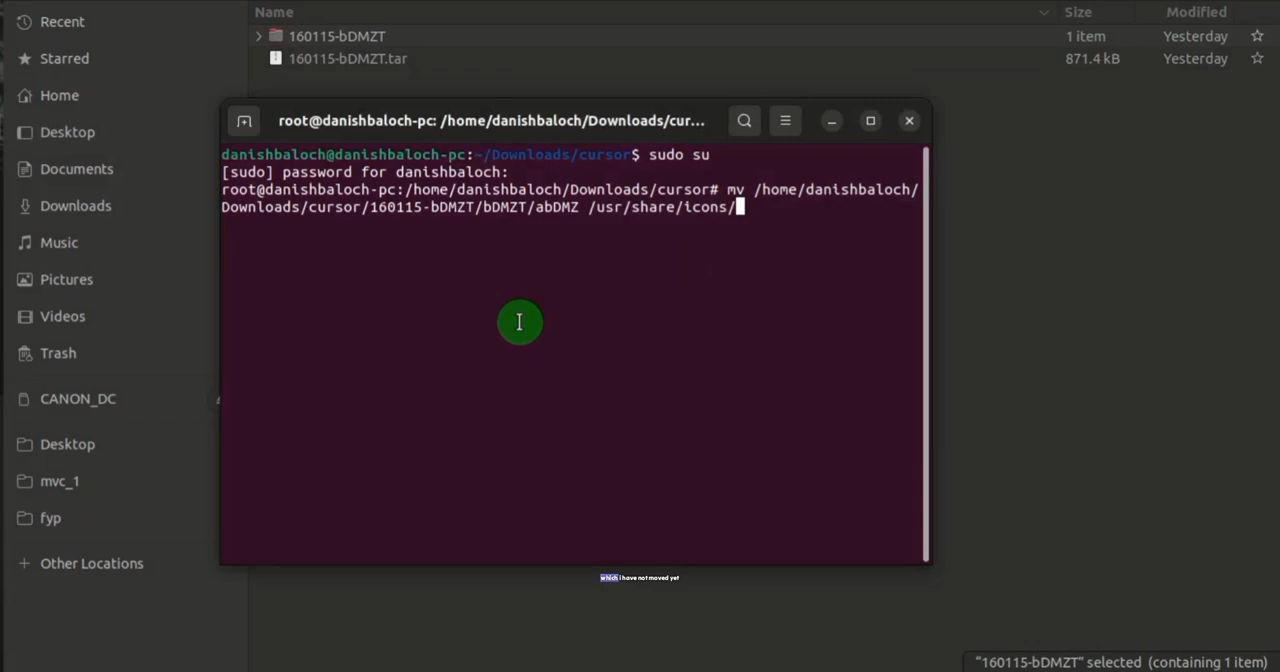 Recent
Starred
Home
Desktop
Documents
Downloads
Music
Pictures
Videos
Trash
CANON_DC
Desktop
mvc_1
fyp
Other Locations
Name Size Modified
160115-bDMZT 1 item Yesterday
160115-bDMZT.tar 871.4 kB Yesterday
root@danishbaloch-pc: /home/danishbaloch/Downloads/cur...
danishbaloch@danishbaloch-pc:~/Downloads/cursor$ sudo su
[sudo] password for danishbaloch:
root@danishbaloch-pc:/home/danishbaloch/Downloads/cursor# mv /home/danishbaloch/
Downloads/cursor/160115-bDMZT/bDMZT/abDMZ /usr/share/icons/
which i have not moved yet
"160115-bDMZT" selected (containing 1 item)